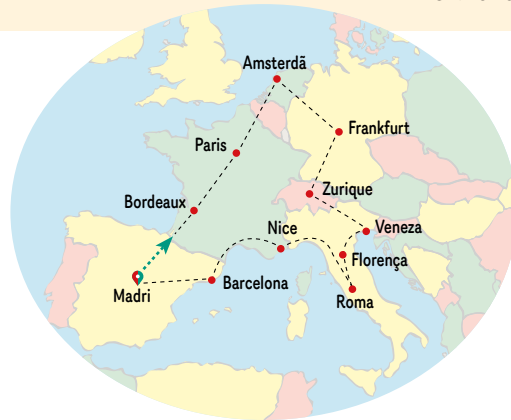 Amsterdã
Frankfurt
Paris
Zurique
Bordeaux
Nice
Veneza
Florença
Barcelona
Madri
Roma